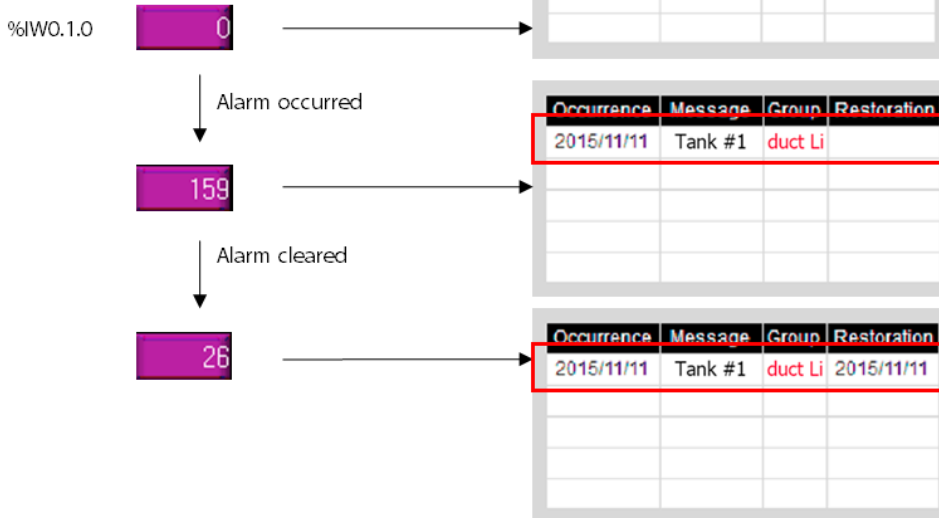 %IW0.1.0
0
Alarm occurred
Occurrence Message Group Restoration
2015/11/11 Tank #1 duct Li
159
Alarm cleared
Occurrence Message Group Restoration
26
2015/11/11 Tank #1 duct Li 2015/11/11